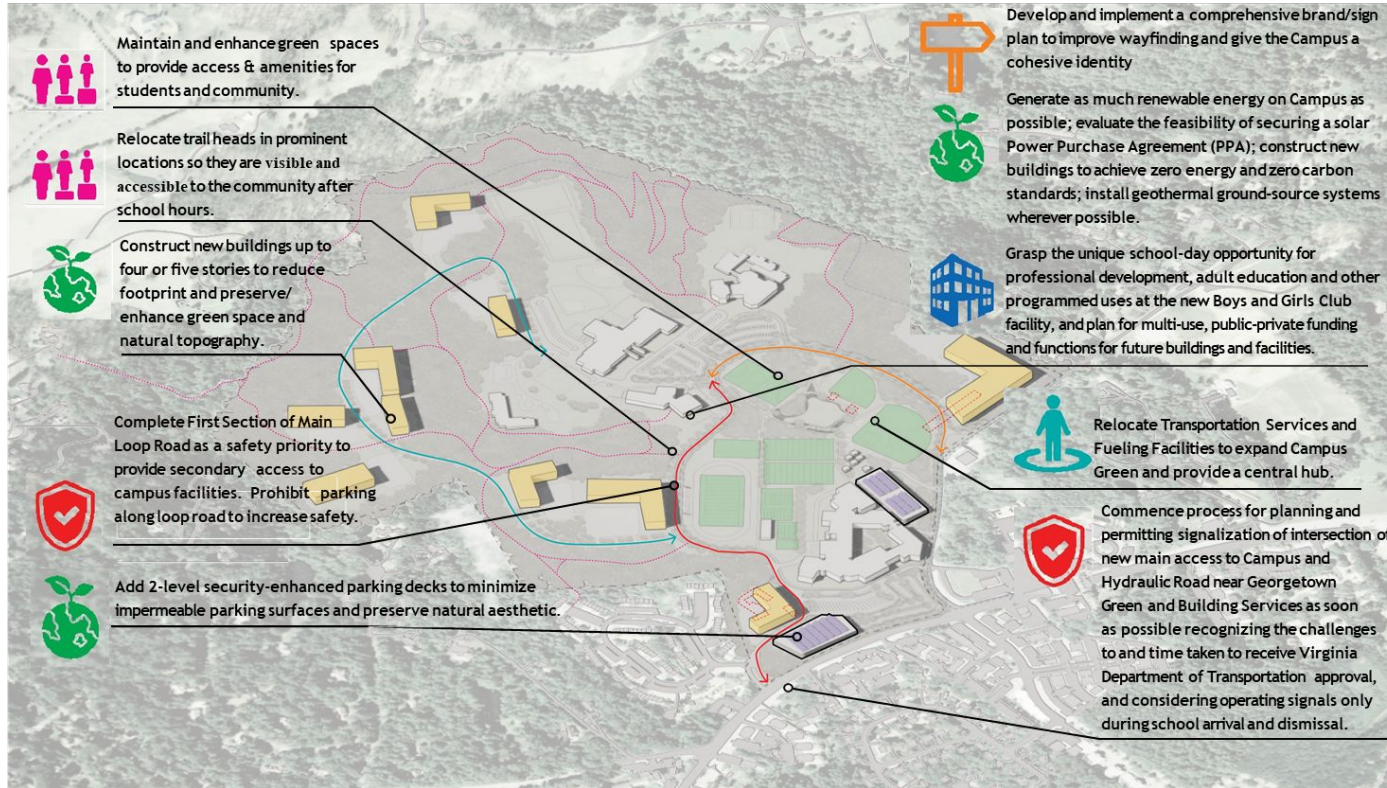 Maintain and enhance green spaces
to provide access & amenities for
students and community.
Relocate trail heads in prominent
locations so they are visible and
accessible to the community after
school hours.
Construct new buildings up to
four or five stories to reduce
footprint and preserve/
enhance green space and
natural topography.
Complete First Section of Main
Loop Road as a safety priority to
provide secondary access to
campus facilities. Prohibit parking
along loop road to increase safety.
Add 2-level security-enhanced parking decks to minimize
impermeable parking surfaces and preserve natural aesthetic.
Develop and implement a comprehensive brand/sign
plan to improve wayfinding and give the Campus a
cohesive identity
Generate as much renewable energy on Campus as
possible; evaluate the feasibility of securing a solar
Power Purchase Agreement (PPA); construct new
buildings to achieve zero energy and zero carbon
standards; install geothermal ground-source systems
wherever possible.
Grasp the unique school-day opportunity for
professional development, adult education and other
programmed uses at the new Boys and Girls Club
facility, and plan for multi-use, public-private funding
and functions for future buildings and facilities.
Relocate Transportation Services and
Fueling Facilities to expand Campus
Green and provide a central hub.
Commence process for planning and
permitting signalization of intersection of
new main access to Campus and
Hydraulic Road near Georgetown
Green and Building Services as soon
as possible recognizing the challenges
to and time taken to receive Virginia
Department of Transportation approval,
and considering operating signals only
during school arrival and dismissal.